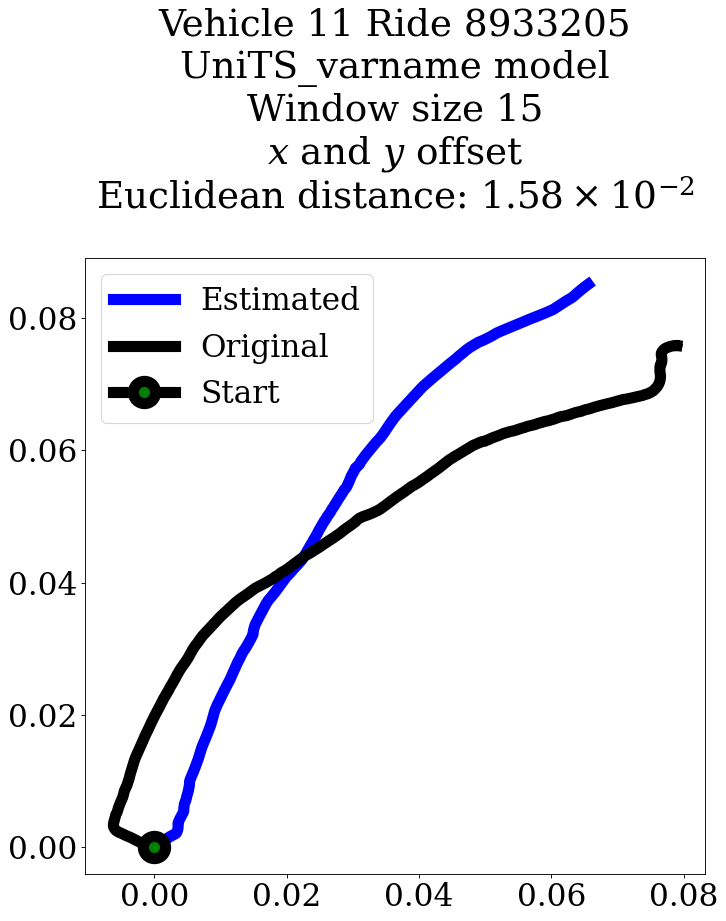 Vehicle 11 Ride 8933205
UniTS_varname model
Window size 15
x and y offset
Euclidean distance: 1.58 × 10⁻²
Estimated
Original
Start
0.08
0.06
0.04
0.02
0.00
0.00 0.02 0.04 0.06 0.08